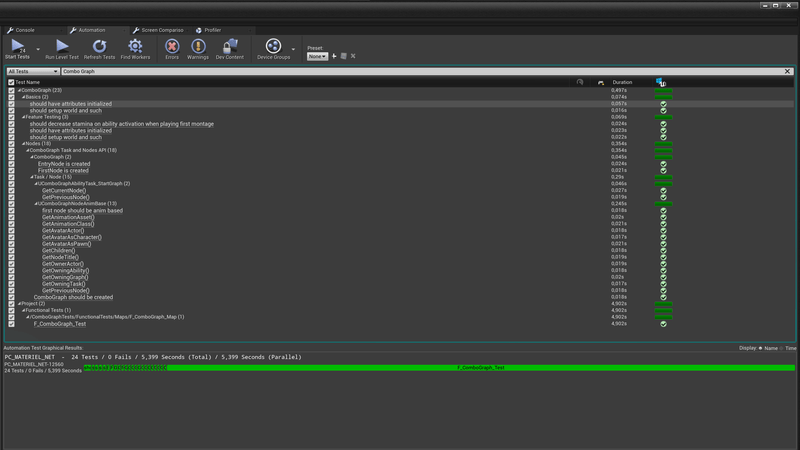 Console
Automation
Screen Compariso
Profiler
24
Start Tests
Run Level Test
Refresh Tests
Find Workers
Errors
Warnings
Dev Content
Device Groups
Preset:
None
All Tests
Combo Graph
Test Name
Duration
ComboGraph (23) 0,497s
Basics (2) 0,074s
should have attributes initialized 0,057s
should setup world and such 0,016s
Feature Testing (3) 0,069s
should decrease stamina on ability activation when playing first montage 0,024s
should have attributes initialized 0,023s
should setup world and such 0,022s
Nodes (18) 0,354s
ComboGraph Task and Nodes API (18) 0,354s
ComboGraph (2) 0,045s
EntryNode is created 0,024s
FirstNode is created 0,021s
Task / Node (15) 0,29s
UComboGraphAbilityTask_StartGraph (2) 0,046s
GetCurrentNode() 0,027s
GetPreviousNode() 0,019s
UComboGraphNodeAnimBase (13) 0,245s
first node should be anim based 0,018s
GetAnimationAsset() 0,02s
GetAnimationClass() 0,021s
GetAvatarActor() 0,018s
GetAvatarAsCharacter() 0,017s
GetAvatarAsPawn() 0,021s
GetChildren() 0,018s
GetNodeTitle() 0,019s
GetOwnerActor() 0,019s
GetOwningAbility() 0,018s
GetOwningGraph() 0,02s
GetOwningTask() 0,017s
GetPreviousNode() 0,018s
ComboGraph should be created 0,018s
Project (2) 4,902s
Functional Tests (1) 4,902s
/ComboGraphTests/FunctionalTests/Maps/F_ComboGraph_Map (1) 4,902s
F_ComboGraph_Test 4,902s
Automation Test Graphical Results:
Display: Name Time
PC_MATERIEL_NET - 24 Tests / 0 Fails / 5,399 Seconds (Total) / 5,399 Seconds (Parallel)
PC_MATERIEL_NET-12560
24 Tests / 0 Fails / 5,399 Seconds
F_ComboGraph_Test